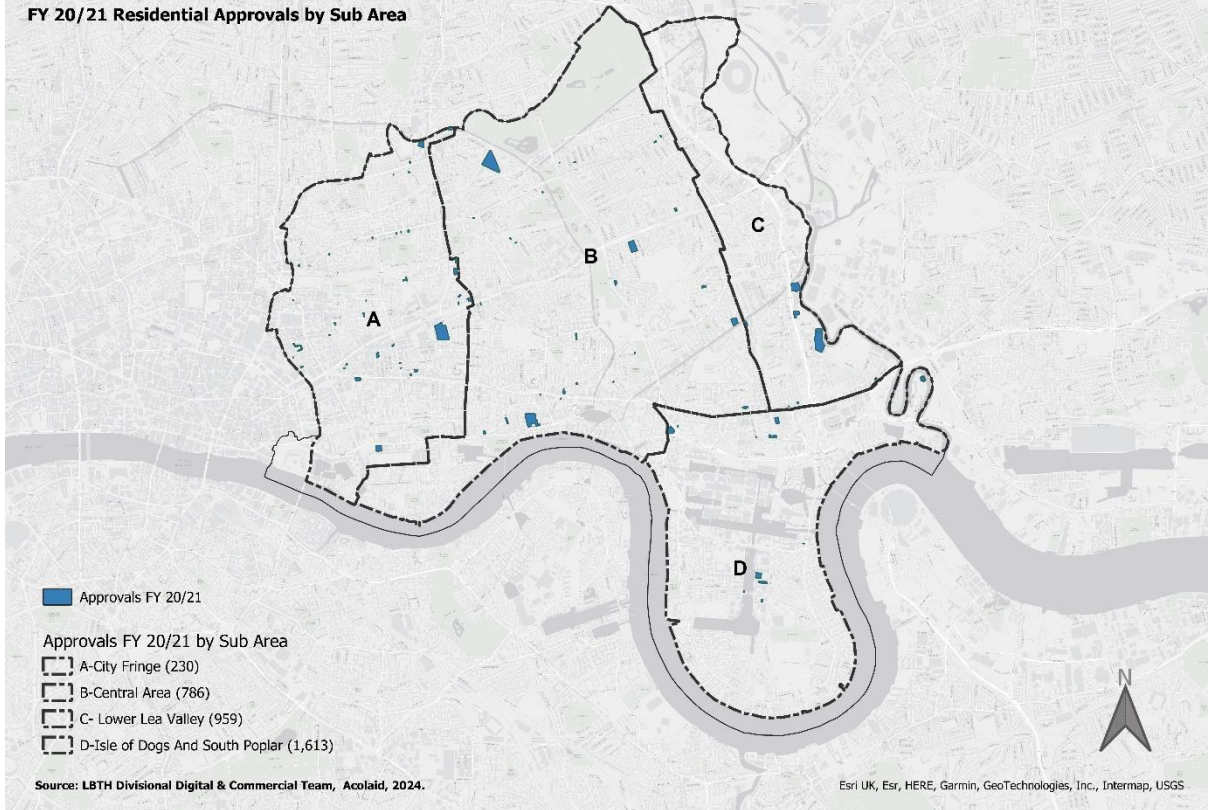 FY 20/21 Residential Approvals by Sub Area
C
B
A
D
Approvals FY 20/21
Approvals FY 20/21 by Sub Area
A-City Fringe (230)
B-Central Area (786)
C- Lower Lea Valley (959)
D-Isle of Dogs And South Poplar (1,613)
N
Source: LBTH Divisional Digital & Commercial Team, Acolaid, 2024.
Esri UK, Esr, HERE, Garmin, GeoTechnologies, Inc., Intermap, USGS